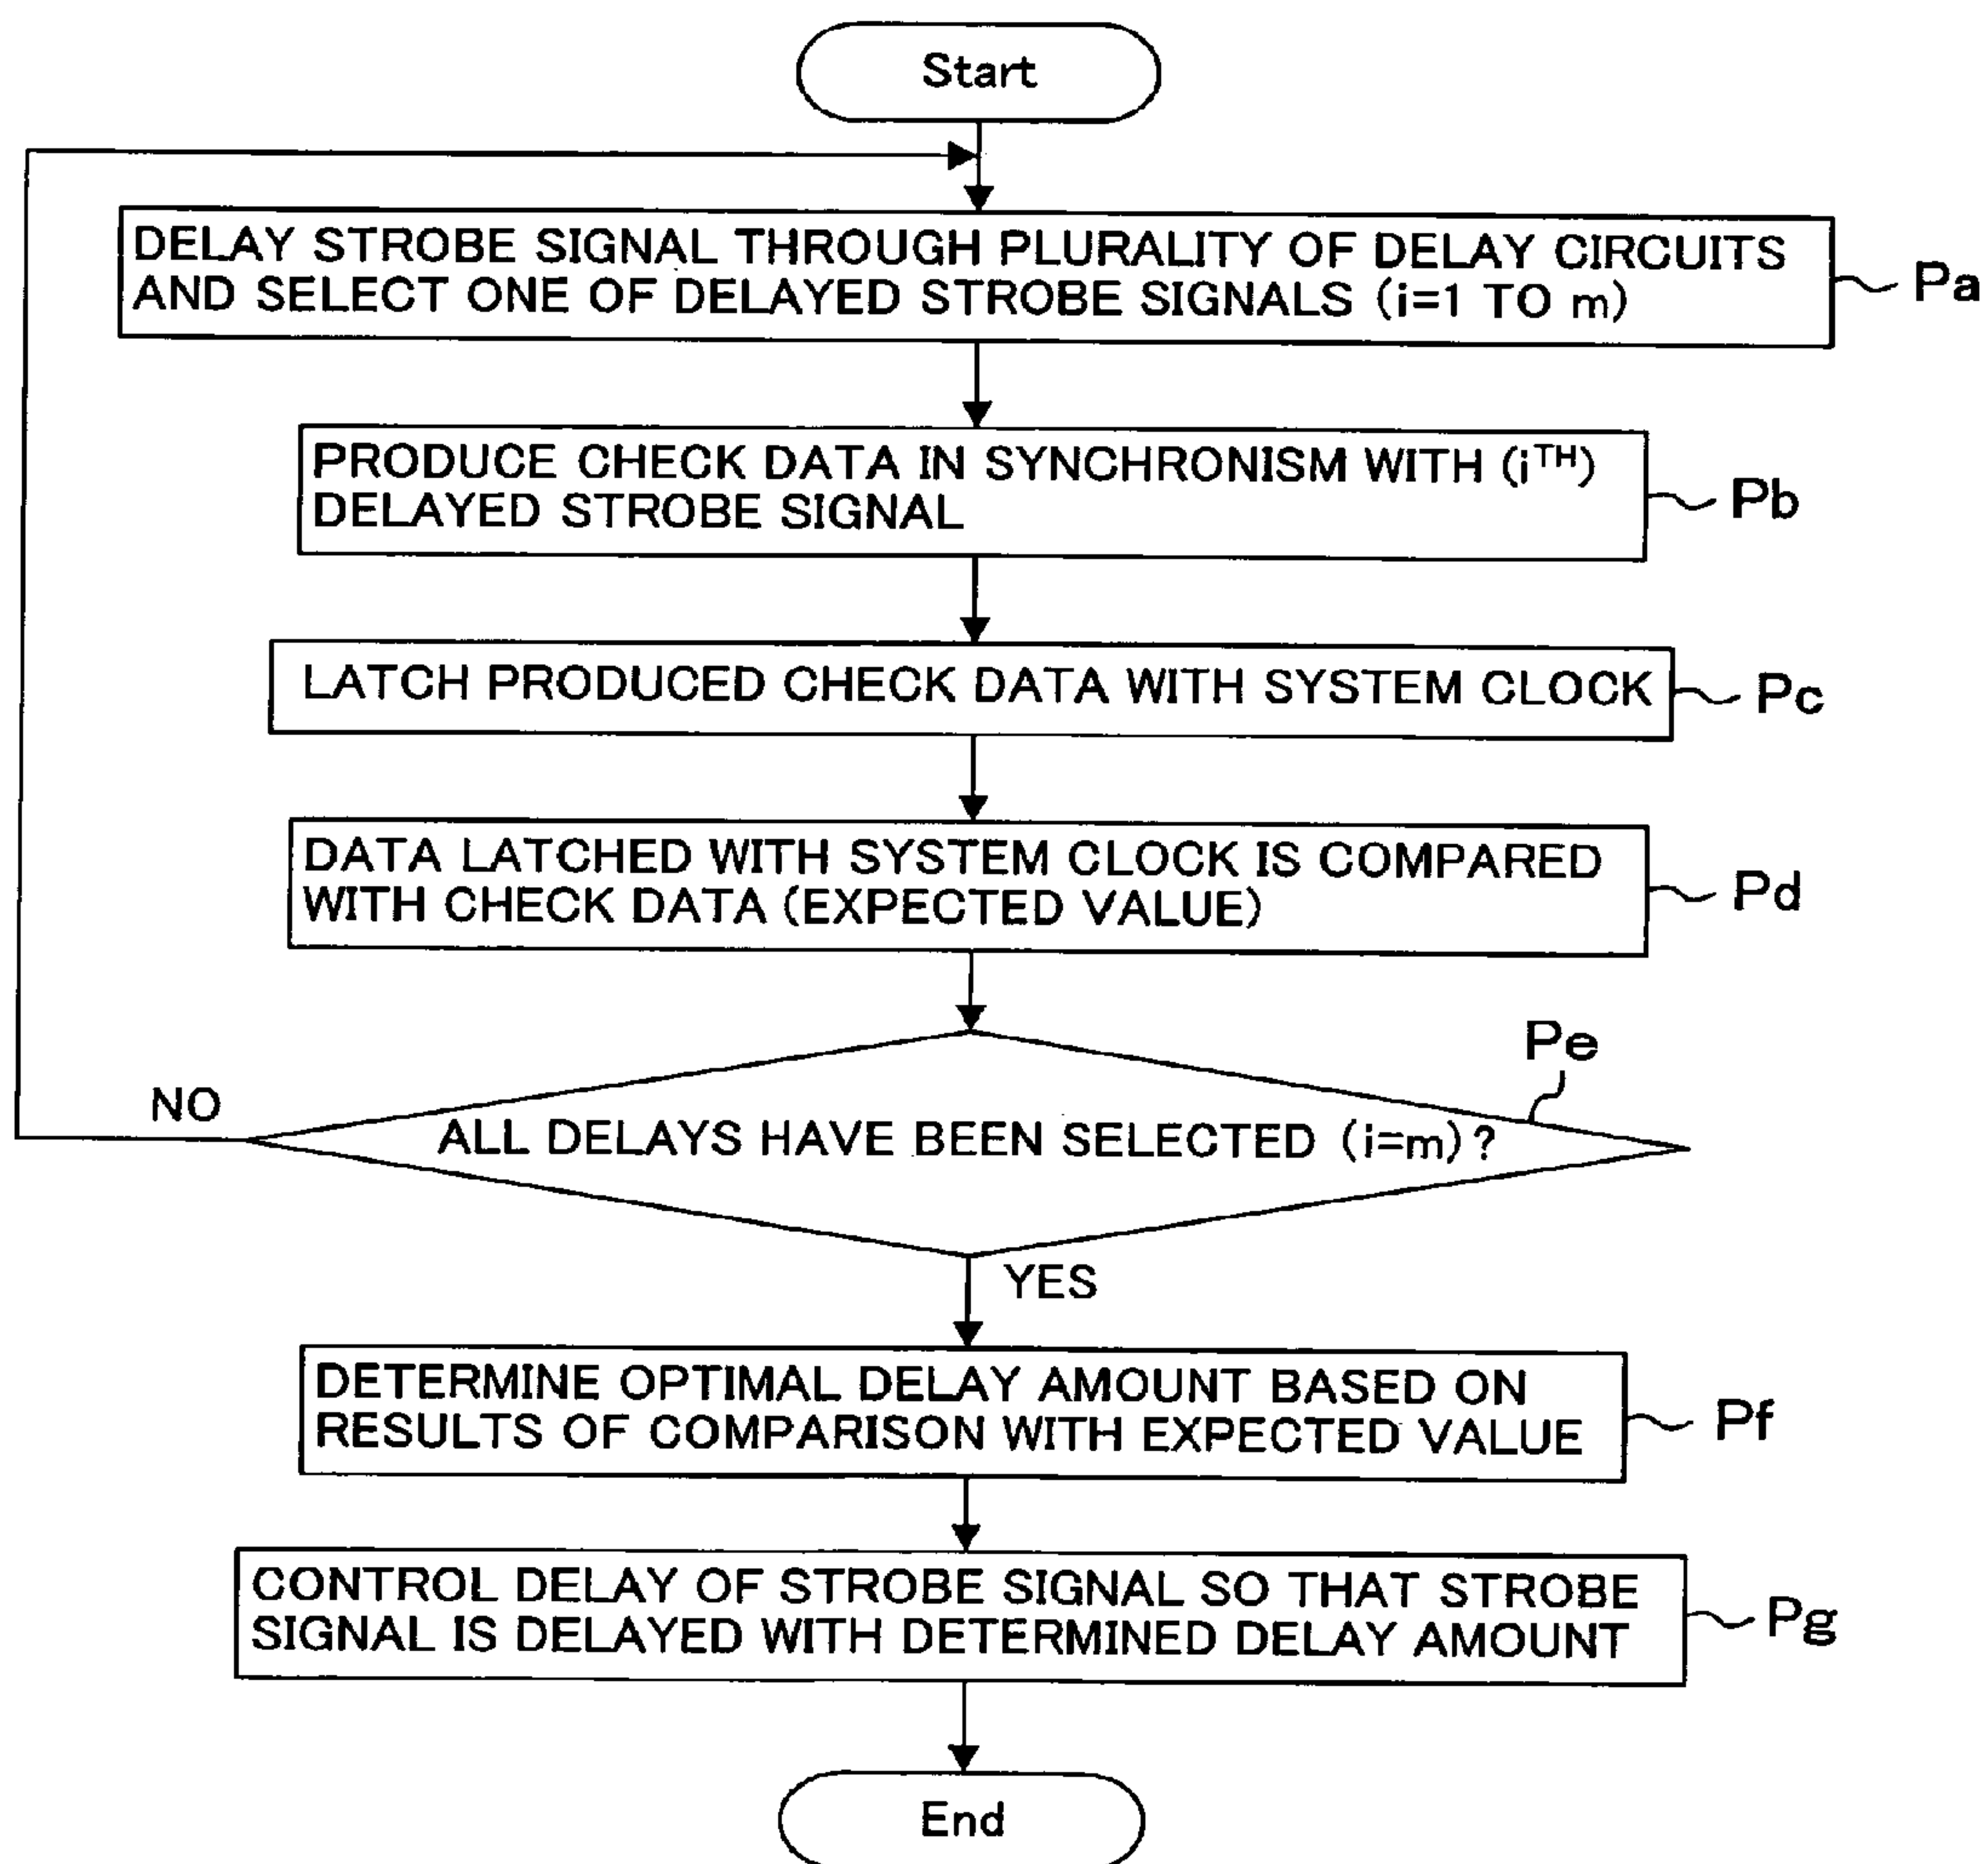 Start
DELAY STROBE SIGNAL THROUGH PLURALITY OF DELAY CIRCUITS
AND SELECT ONE OF DELAYED STROBE SIGNALS (i=1 TO m)
Pa
PRODUCE CHECK DATA IN SYNCHRONISM WITH (iTH)
DELAYED STROBE SIGNAL
Pb
LATCH PRODUCED CHECK DATA WITH SYSTEM CLOCK
Pc
DATA LATCHED WITH SYSTEM CLOCK IS COMPARED
WITH CHECK DATA (EXPECTED VALUE)
Pd
Pe
NO
ALL DELAYS HAVE BEEN SELECTED (i=m)?
YES
DETERMINE OPTIMAL DELAY AMOUNT BASED ON
RESULTS OF COMPARISON WITH EXPECTED VALUE
Pf
CONTROL DELAY OF STROBE SIGNAL SO THAT STROBE
SIGNAL IS DELAYED WITH DETERMINED DELAY AMOUNT
Pg
End